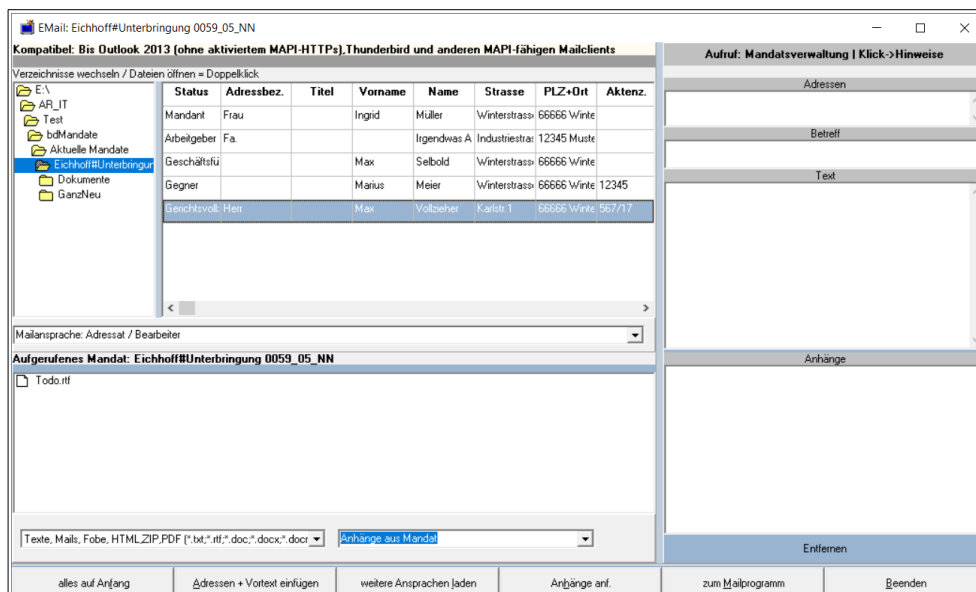 EMail: Eichhoff#Unterbringung 0059_05_NN
Kompatibel: Bis Outlook 2013 (ohne aktiviertem MAPI-HTTPs),Thunderbird und anderen MAPI-fähigen Mailclients
Aufruf: Mandatsverwaltung | Klick->Hinweise
Verzeichnisse wechseln / Dateien öffnen = Doppelklick
E:\
AR_IT
Test
bdMandate
Aktuelle Mandate
Eichhoff#Unterbringur
Dokumente
GanzNeu
Status Adressbez. Titel Vorname Name Strasse PLZ+Ort Aktenz.
Mandant Frau Ingrid Müller Winterstrass 66666 Winte
Arbeitgeber Fa. Irgendwas A Industriestra: 12345 Muste
Geschäftsfü Max Selbold Winterstrass 66666 Winte
Gegner Marius Meier Winterstrass 66666 Winte 12345
Gerichtsvoll: Herr Max Vollzieher Karlstr.1 66666 Winte 567/17
Mailansprache: Adressat / Bearbeiter
Aufgerufenes Mandat: Eichhoff#Unterbringung 0059_05_NN
Todo.rtf
Texte, Mails, Fobe, HTML,ZIP,PDF (*.txt;*.rtf;*.doc;*.docx;*.docr
Anhänge aus Mandat
Adressen
Betreff
Text
Anhänge
Entfernen
alles auf Anfang
Adressen + Vortext einfügen
weitere Ansprachen laden
Anhänge anf.
zum Mailprogramm
Beenden